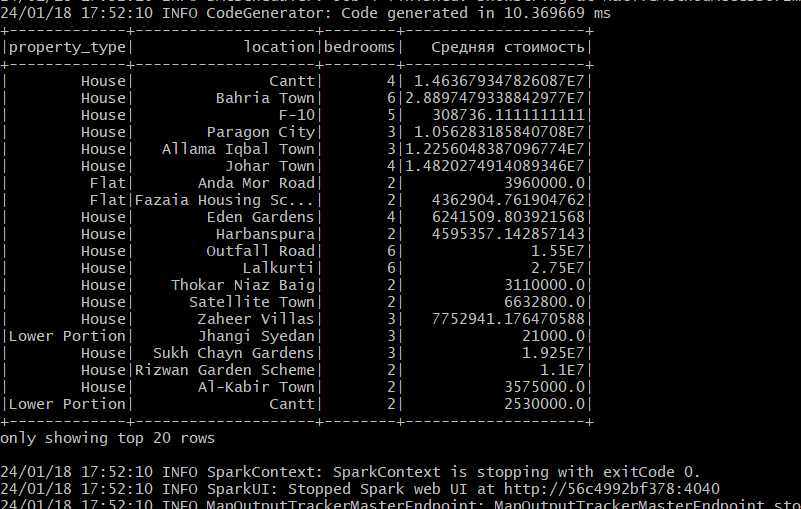 24/01/18 17:52:10 INFO CodeGenerator: Code generated in 10.369669 ms
+-------------+--------------------+--------+--------------------+
|property_type|            location|bedrooms|   Средняя стоимость|
+-------------+--------------------+--------+--------------------+
|        House|               Cantt|       4| 1.463679347826087E7|
|        House|         Bahria Town|       6|2.8897479338842977E7|
|        House|                F-10|       5|   308736.1111111111|
|        House|        Paragon City|       3| 1.056283185840708E7|
|        House|   Allama Iqbal Town|       3|1.2256048387096774E7|
|        House|          Johar Town|       4|1.4820274914089346E7|
|         Flat|       Anda Mor Road|       2|           3960000.0|
|         Flat|Fazaia Housing Sc...|       2|   4362904.761904762|
|        House|        Eden Gardens|       4|   6241509.803921568|
|        House|         Harbanspura|       2|   4595357.142857143|
|        House|        Outfall Road|       6|              1.55E7|
|        House|            Lalkurti|       6|              2.75E7|
|        House|    Thokar Niaz Baig|       2|           3110000.0|
|        House|      Satellite Town|       2|           6632800.0|
|        House|       Zaheer Villas|       3|   7752941.176470588|
|Lower Portion|       Jhangi Syedan|       3|             21000.0|
|        House|  Sukh Chayn Gardens|       3|             1.925E7|
|        House|Rizwan Garden Scheme|       2|               1.1E7|
|        House|       Al-Kabir Town|       2|           3575000.0|
|Lower Portion|               Cantt|       2|           2530000.0|
+-------------+--------------------+--------+--------------------+
only showing top 20 rows
24/01/18 17:52:10 INFO SparkContext: SparkContext is stopping with exitCode 0.
24/01/18 17:52:10 INFO SparkUI: Stopped Spark web UI at http://56c4992bf378:4040
24/01/18 17:52:10 INFO MapOutputTrackerMasterEndpoint: MapOutputTrackerMasterEndpoint sto